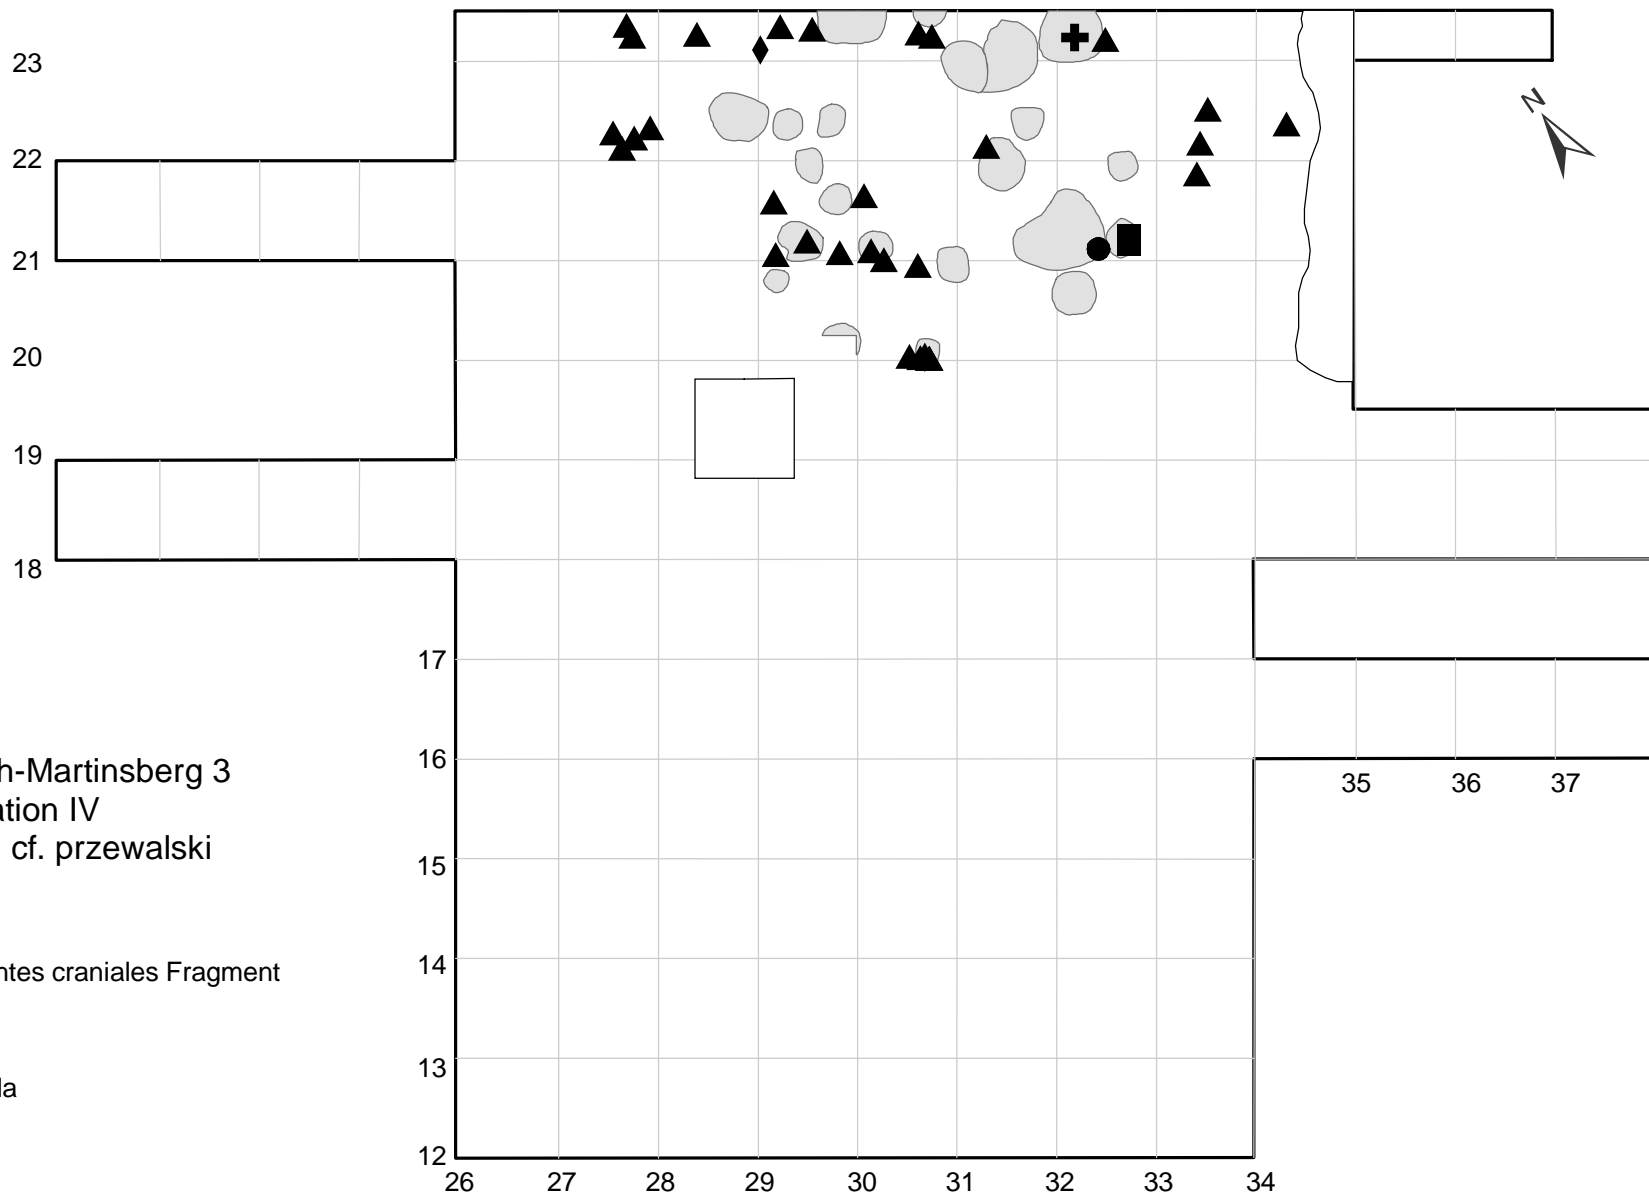 23
N
22
21
20
19
18
17
16
35 36 37
h-Martinsberg 3
ation IV
cf. przewalski
15
14
ntes craniales Fragment
13
la
12
26 27 28 29 30 31 32 33 34